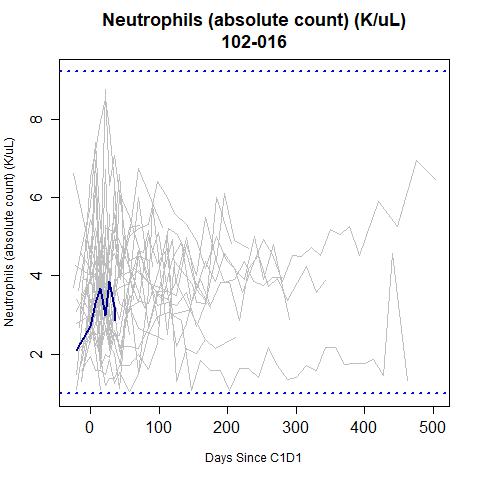 Neutrophils (absolute count) (K/uL)
102-016
Neutrophils (absolute count) (K/uL)
8
6
4
2
0 100 200 300 400 500
Days Since C1D1